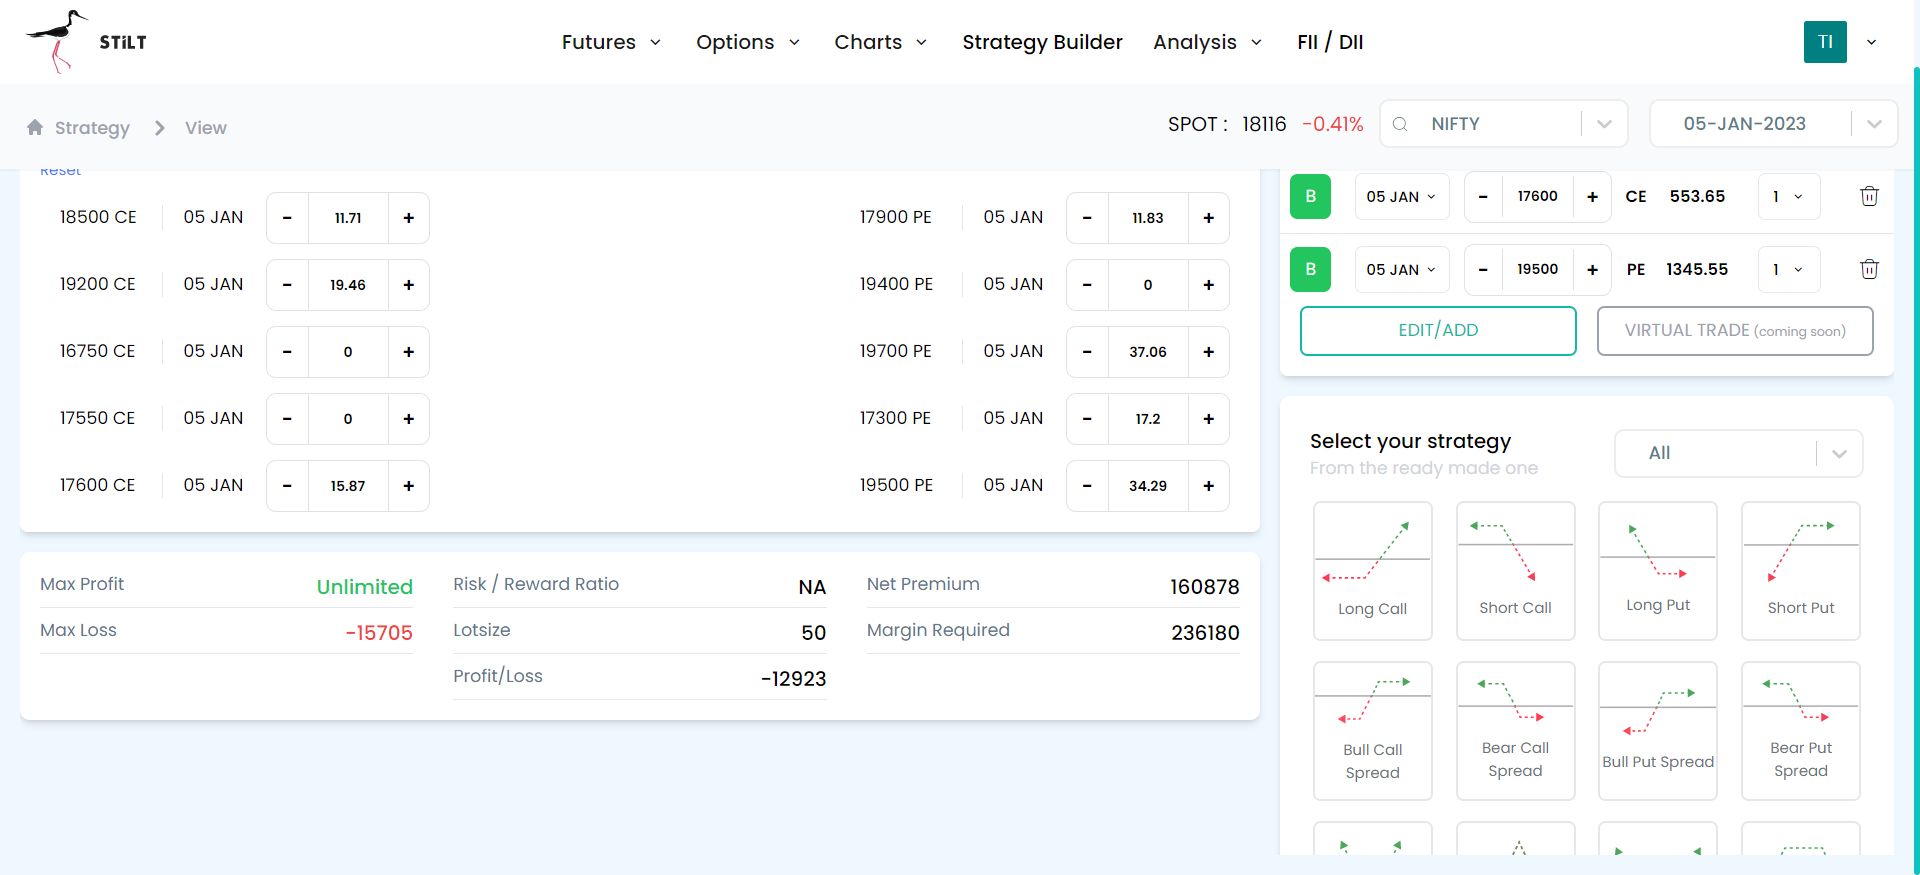 STiLT
Futures Options Charts Strategy Builder Analysis FII / DII
TI
Strategy View
SPOT : 18116 -0.41% NIFTY 05-JAN-2023
Reset
18500 CE 05 JAN - 11.71 +
17900 PE 05 JAN - 11.83 +
19200 CE 05 JAN - 19.46 +
19400 PE 05 JAN - 0 +
16750 CE 05 JAN - 0 +
19700 PE 05 JAN - 37.06 +
17550 CE 05 JAN - 0 +
17300 PE 05 JAN - 17.2 +
17600 CE 05 JAN - 15.87 +
19500 PE 05 JAN - 34.29 +
Max Profit Unlimited
Max Loss -15705
Risk / Reward Ratio NA
Lotsize 50
Profit/Loss -12923
Net Premium 160878
Margin Required 236180
B 05 JAN - 17600 + CE 553.65 1
B 05 JAN - 19500 + PE 1345.55 1
EDIT/ADD VIRTUAL TRADE (coming soon)
Select your strategy
From the ready made one
All
Long Call
Short Call
Long Put
Short Put
Bull Call
Spread
Bear Call
Spread
Bull Put Spread
Bear Put
Spread